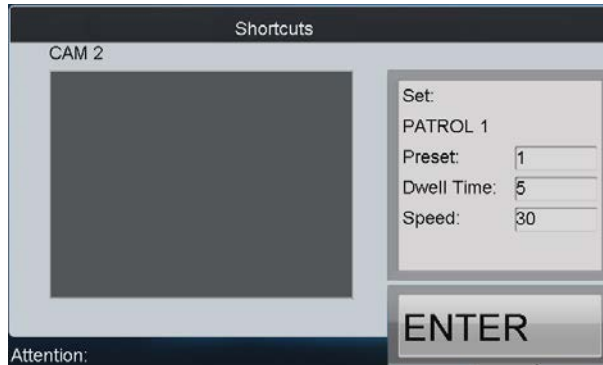 Shortcuts
CAM 2
Set:
PATROL 1
Preset: 1
Dwell Time: 5
Speed: 30
ENTER
Attention: